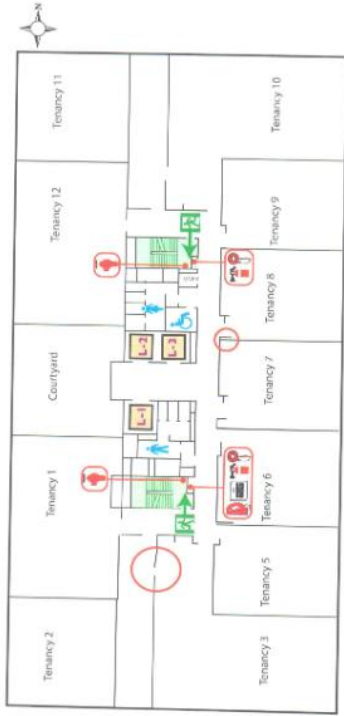 N
Tenancy 11
Tenancy 10
Tenancy 12
Tenancy 9
Tenancy 8
Courtyard
L-2
L-3
Tenancy 7
L-1
Tenancy 1
Tenancy 6
Tenancy 5
Tenancy 2
Tenancy 3